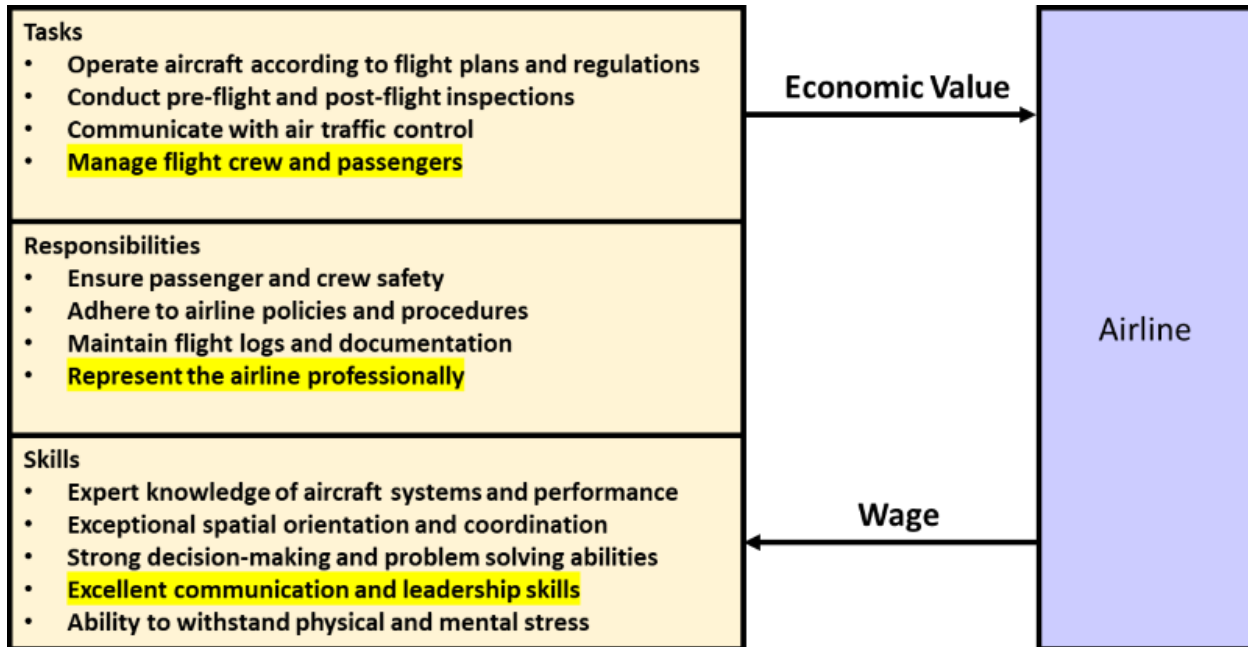 Tasks
• Operate aircraft according to flight plans and regulations
• Conduct pre-flight and post-flight inspections
• Communicate with air traffic control
• Manage flight crew and passengers
Responsibilities
• Ensure passenger and crew safety
• Adhere to airline policies and procedures
• Maintain flight logs and documentation
• Represent the airline professionally
Skills
• Expert knowledge of aircraft systems and performance
• Exceptional spatial orientation and coordination
• Strong decision-making and problem solving abilities
• Excellent communication and leadership skills
• Ability to withstand physical and mental stress
Economic Value
Wage
Airline